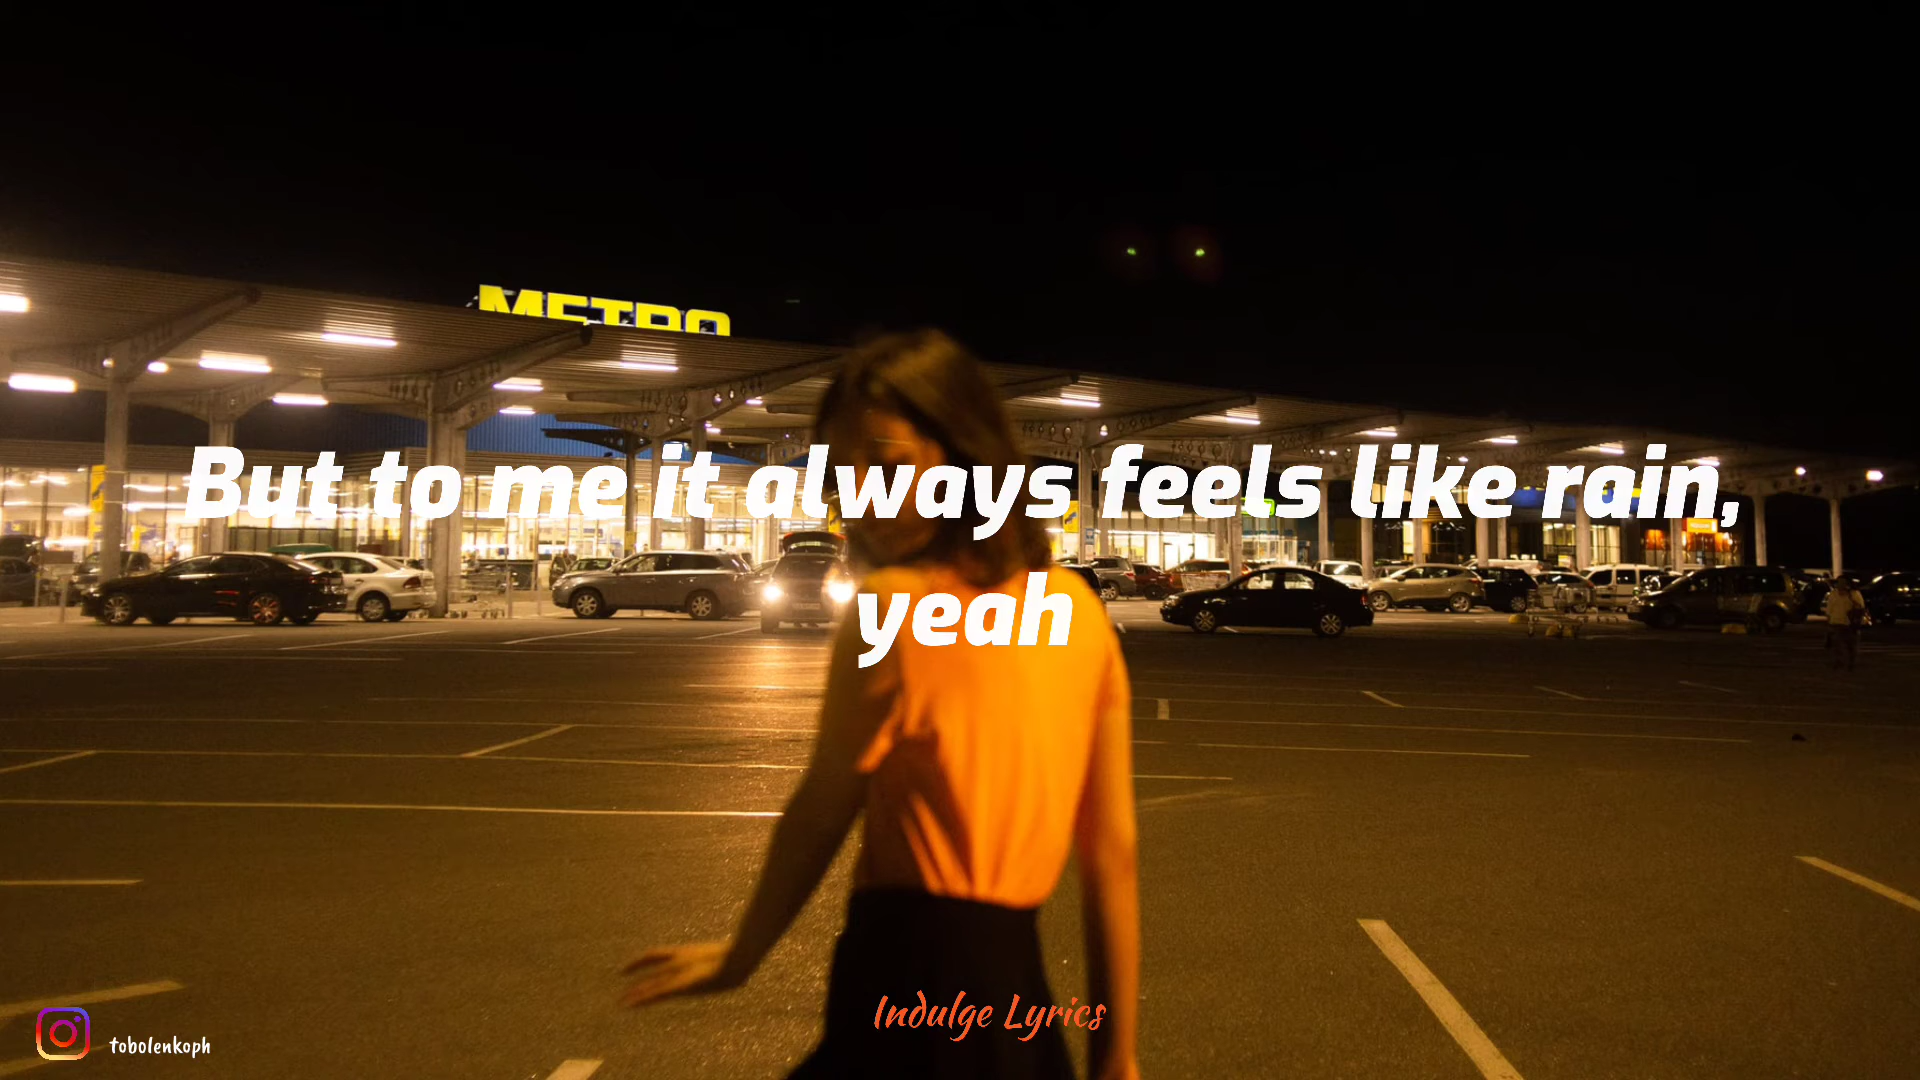 METRO
But to me it always feels like rain,
yeah
Indulge Lyrics
tobolenkoph